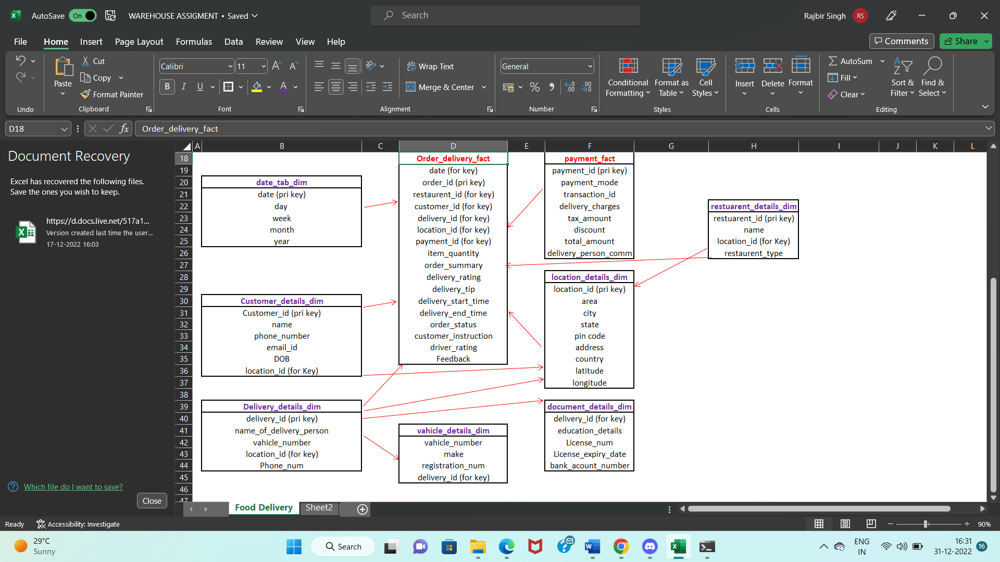 AutoSave On WAREHOUSE ASSIGMENT • Saved Search Rajbir Singh RS
File Home Insert Page Layout Formulas Data Review View Help Comments Share
Paste
Cut
Copy
Format Painter
Calibri 11
B I U
A
Wrap Text
Merge & Center
General
Conditional Formatting
Format as Table
Cell Styles
Insert Delete Format
AutoSum
Fill
Clear
Sort & Filter
Find & Select
Undo Clipboard Font Alignment Number Styles Cells Editing
D18 fx Order_delivery_fact
Document Recovery
Excel has recovered the following files.
Save the ones you wish to keep.
https://d.docs.live.net/517a1...
Version created last time the user...
17-12-2022 16:03
Which file do I want to save?
Close
A B C D E F G H I J K L
18
19
20
21
22
23
24
25
26
27
28
29
30
31
32
33
34
35
36
37
38
39
40
41
42
43
44
45
46
47
date_tab_dim
date (pri key)
day
week
month
year
Customer_details_dim
Customer_id (pri key)
name
phone_number
email_id
DOB
location_id (for Key)
Delivery_details_dim
delivery_id (pri key)
name_of_delivery_person
vahicle_number
location_id (for key)
Phone_num
Order_delivery_fact
date (for key)
order_id (pri key)
restaurent_id (for key)
customer_id (for key)
delivery_id (for key)
location_id (for key)
payment_id (for key)
item_quantity
order_summary
delivery_rating
delivery_tip
delivery_start_time
delivery_end_time
order_status
customer_instruction
driver_rating
Feedback
vahicle_details_dim
vahicle_number
make
registration_num
delivery_id (for key)
payment_fact
payment_id (pri key)
payment_mode
transaction_id
delivery_charges
tax_amount
discount
total_amount
delivery_person_comm
location_details_dim
location_id (pri key)
area
city
state
pin code
address
country
latitude
longitude
document_details_dim
delivery_id (for key)
education_details
License_num
License_expiry_date
bank_acount_number
restuarent_details_dim
restuarent_id (pri key)
name
location_id (for Key)
restaurent_type
Food Delivery Sheet2
Ready Accessibility: Investigate 90%
29°C
Sunny
Search
ENG
IN
16:31
31-12-2022
16